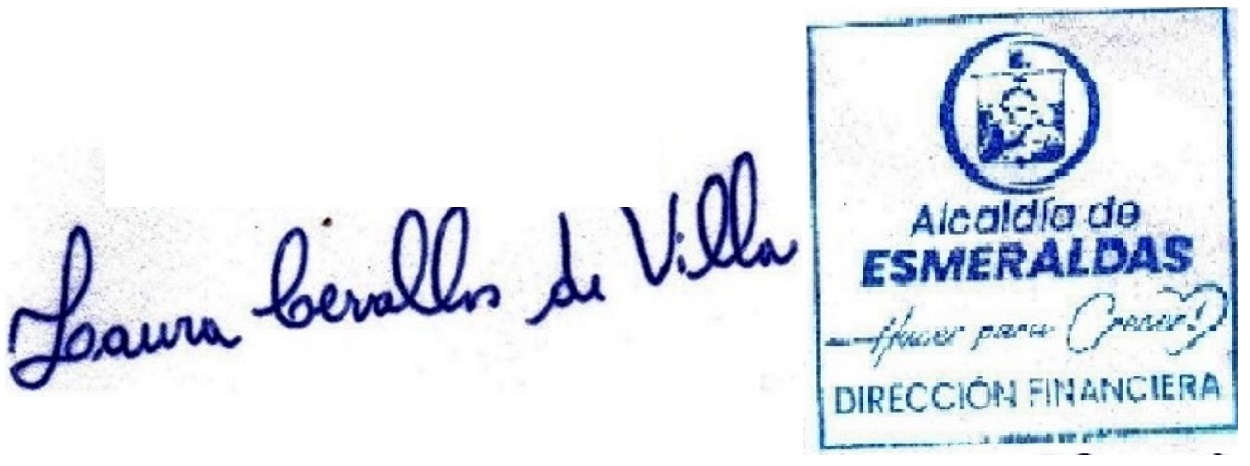 Laura Cevallos de Villa
Alcaldía de
ESMERALDAS
Hacer para Crecer
DIRECCIÓN FINANCIERA